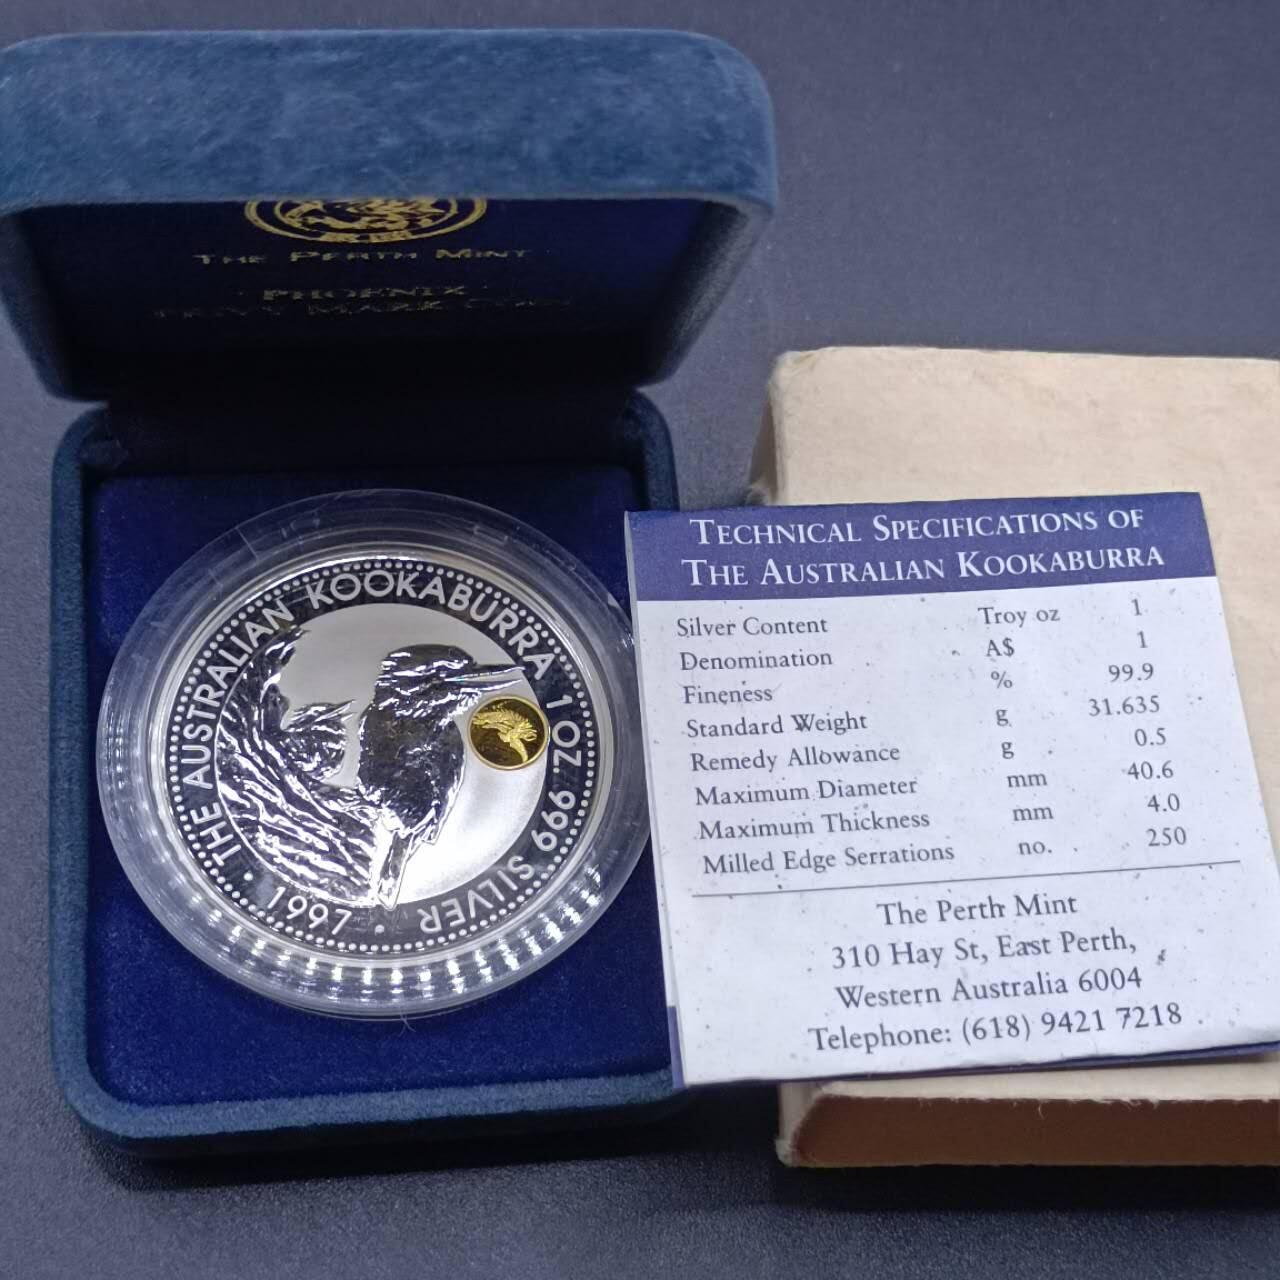 THE PERTH MINT
PHOENIX
PRIVY MARK COIN
THE AUSTRALIAN KOOKABURRA 1 OZ. 999 SILVER
· 1997 ·
TECHNICAL SPECIFICATIONS OF
THE AUSTRALIAN KOOKABURRA
Silver Content Troy oz 1
Denomination A$ 1
Fineness % 99.9
Standard Weight g 31.635
Remedy Allowance g 0.5
Maximum Diameter mm 40.6
Maximum Thickness mm 4.0
Milled Edge Serrations no. 250
The Perth Mint
310 Hay St, East Perth,
Western Australia 6004
Telephone: (618) 9421 7218